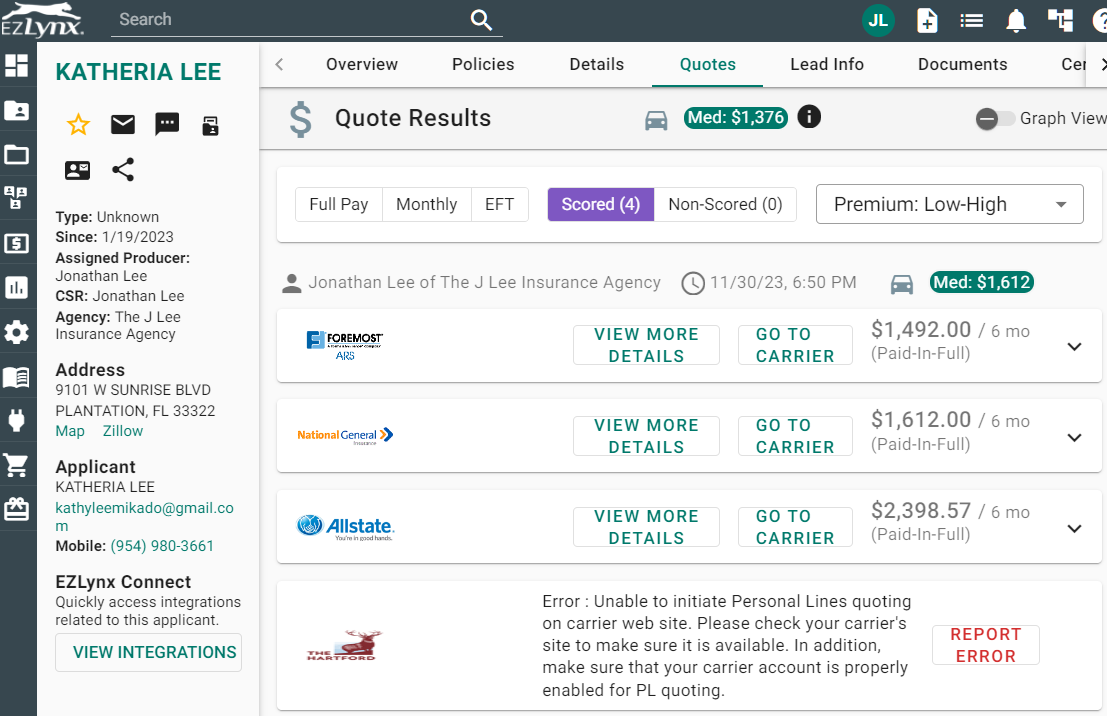 EZLynx.
Search
JL
?
KATHERIA LEE
Overview
Policies
Details
Quotes
Lead Info
Documents
Cer
Quote Results
Med: $1,376
Graph View
Full Pay
Monthly
EFT
Scored (4)
Non-Scored (0)
Premium: Low-High
Type: Unknown
Since: 1/19/2023
Assigned Producer:
Jonathan Lee
CSR: Jonathan Lee
Agency: The J Lee
Insurance Agency
Address
9101 W SUNRISE BLVD
PLANTATION, FL 33322
Map Zillow
Applicant
KATHERIA LEE
kathyleemikado@gmail.co
m
Mobile: (954) 980-3661
EZLynx Connect
Quickly access integrations
related to this applicant.
VIEW INTEGRATIONS
Jonathan Lee of The J Lee Insurance Agency
11/30/23, 6:50 PM
Med: $1,612
FOREMOST
ARS
VIEW MORE
DETAILS
GO TO
CARRIER
$1,492.00 / 6 mo
(Paid-In-Full)
National General
Insurance
VIEW MORE
DETAILS
GO TO
CARRIER
$1,612.00 / 6 mo
(Paid-In-Full)
Allstate.
You're in good hands.
VIEW MORE
DETAILS
GO TO
CARRIER
$2,398.57 / 6 mo
(Paid-In-Full)
THE
HARTFORD
Error : Unable to initiate Personal Lines quoting
on carrier web site. Please check your carrier's
site to make sure it is available. In addition,
make sure that your carrier account is properly
enabled for PL quoting.
REPORT
ERROR